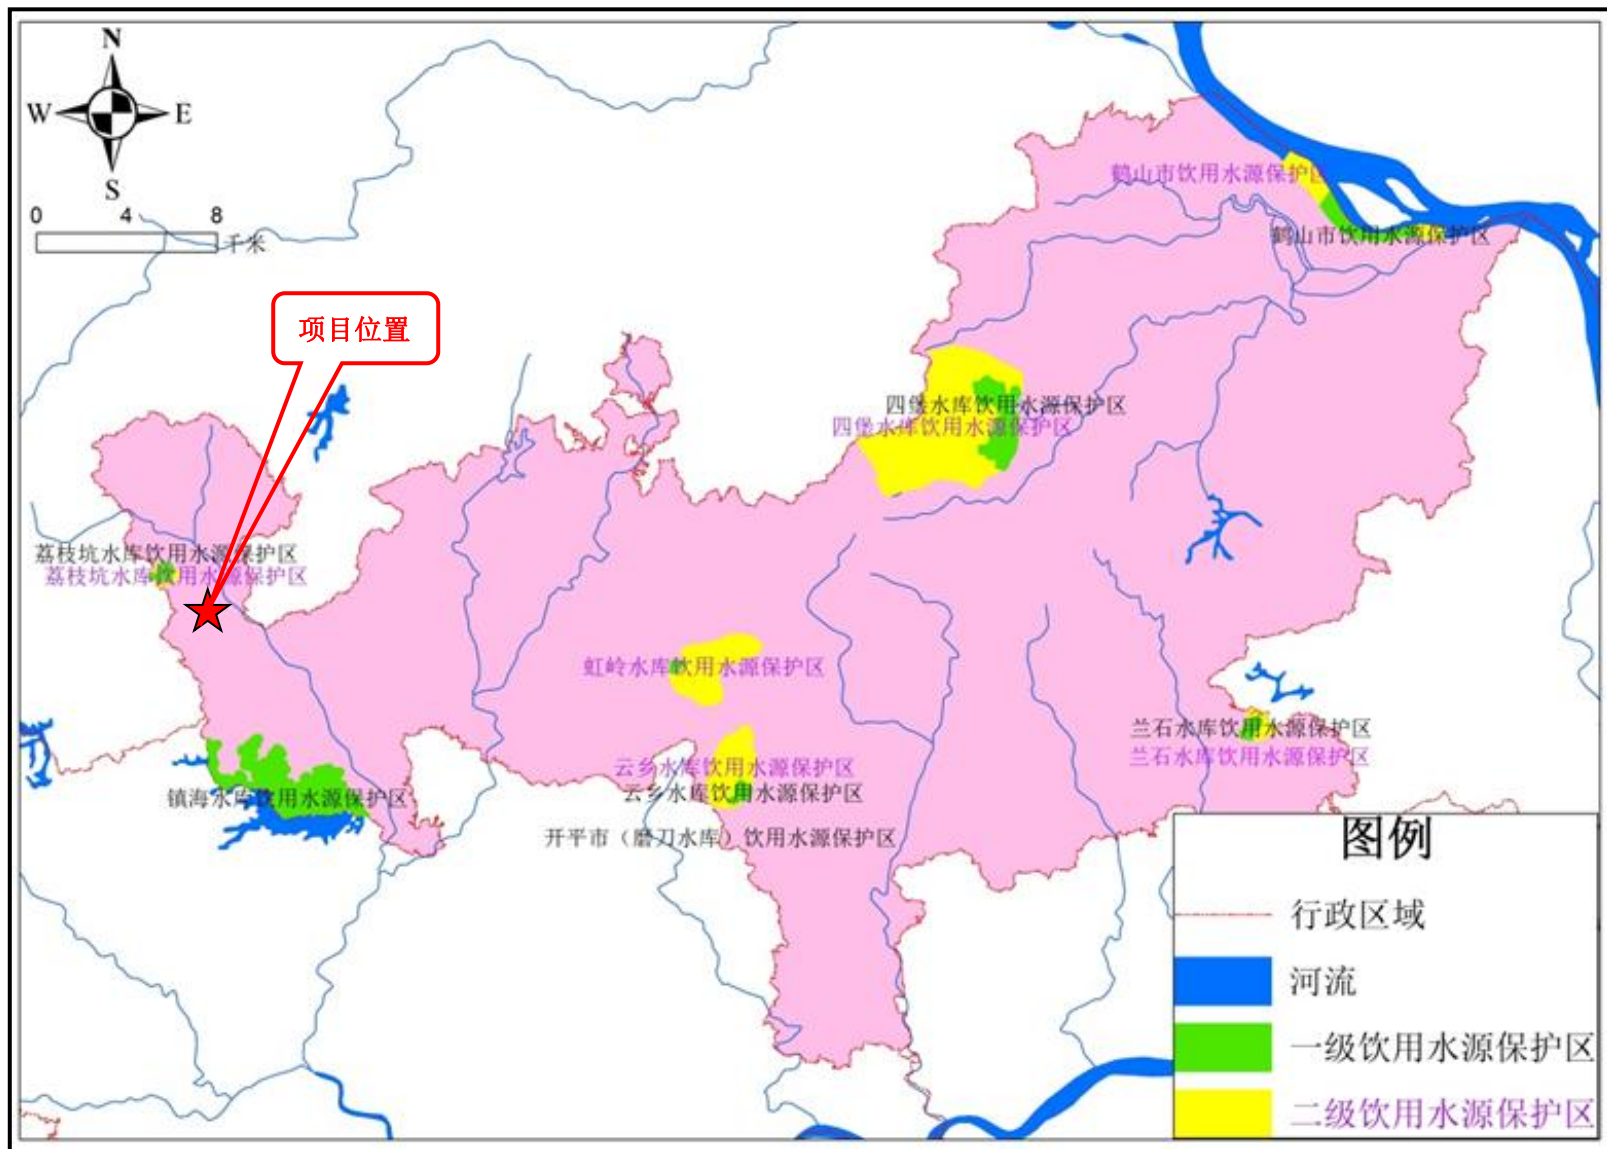 N
W
E
S
0 4 8
千米
项目位置
鹤山市饮用水源保护区
鹤山市饮用水源保护区
四堡水库饮用水源保护区
四堡水库饮用水源保护区
荔枝坑水库饮用水源保护区
荔枝坑水库饮用水源保护区
虹岭水库饮用水源保护区
兰石水库饮用水源保护区
兰石水库饮用水源保护区
云乡水库饮用水源保护区
云乡水库饮用水源保护区
镇海水库饮用水源保护区
开平市（磨刀水库）饮用水源保护区
图例
行政区域
河流
一级饮用水源保护区
二级饮用水源保护区